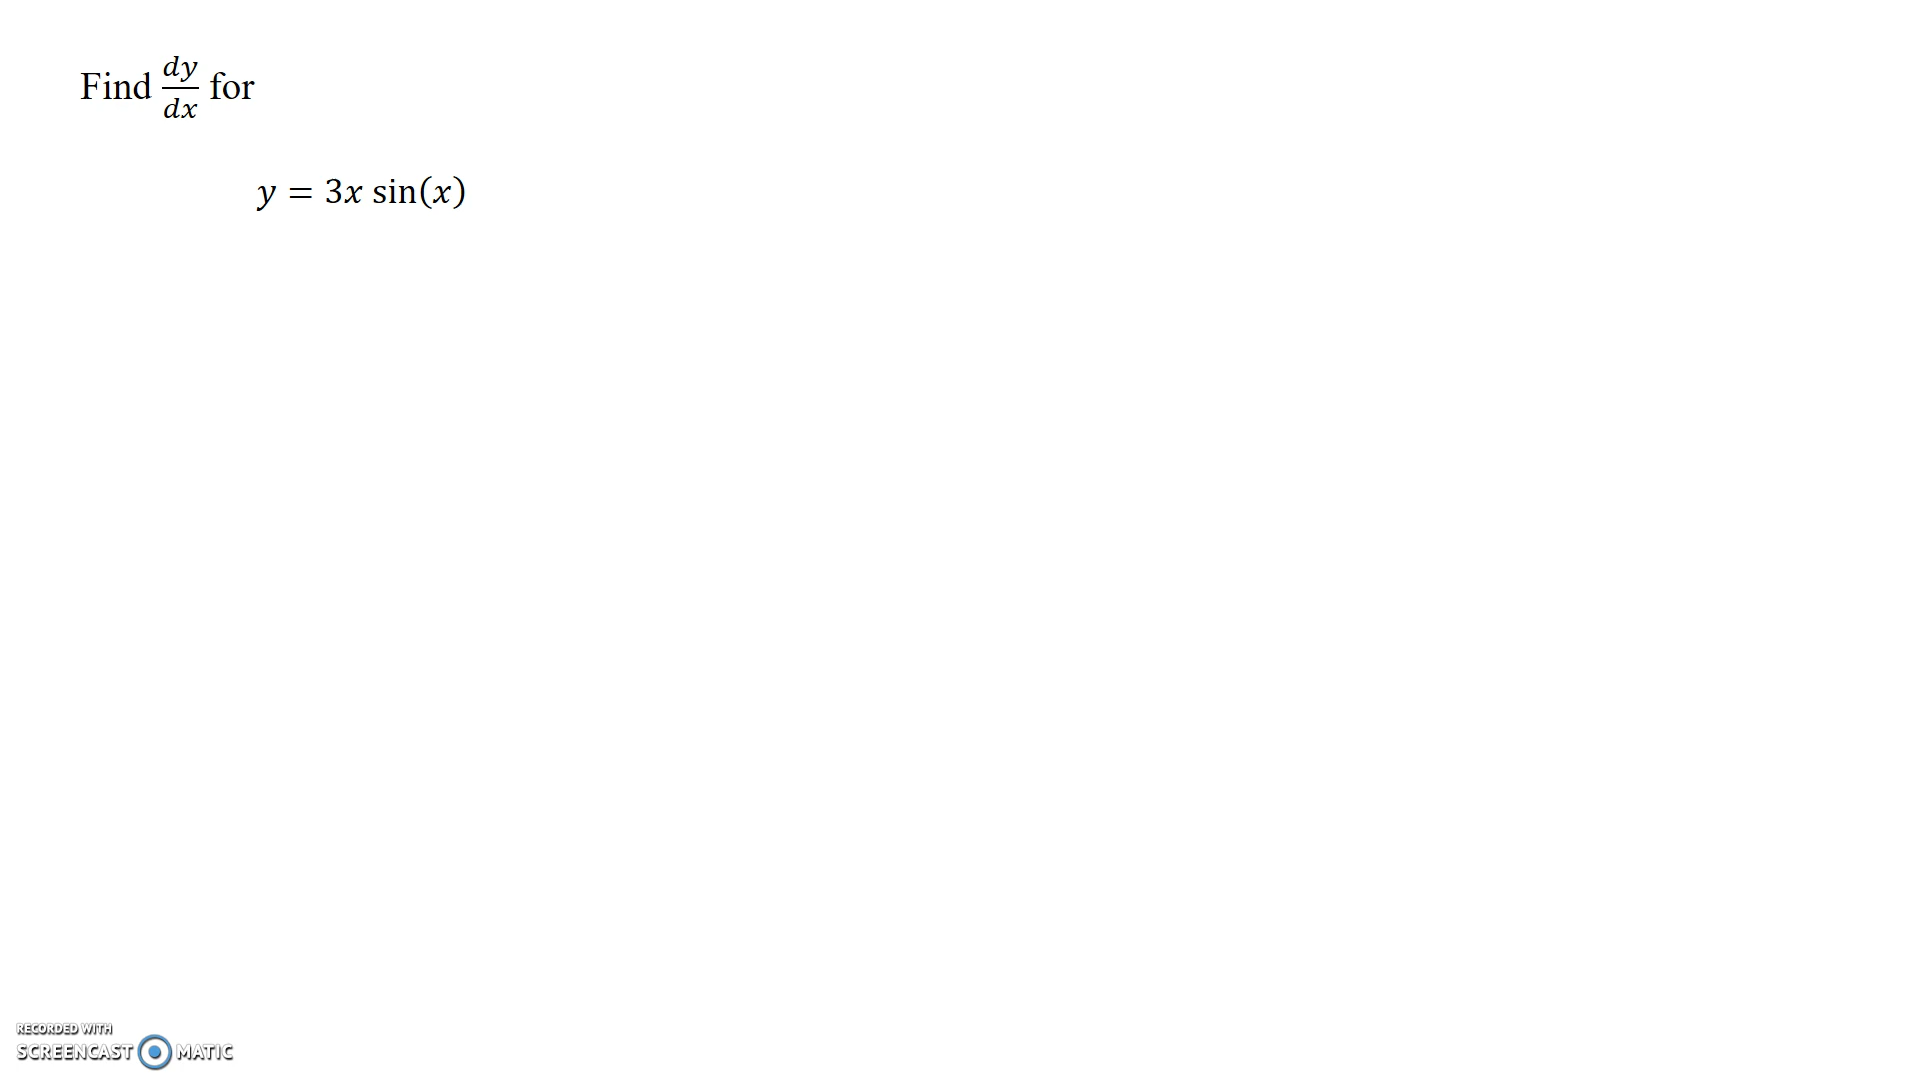 Find dy/dx for
y = 3x sin(x)
RECORDED WITH
SCREENCAST MATIC